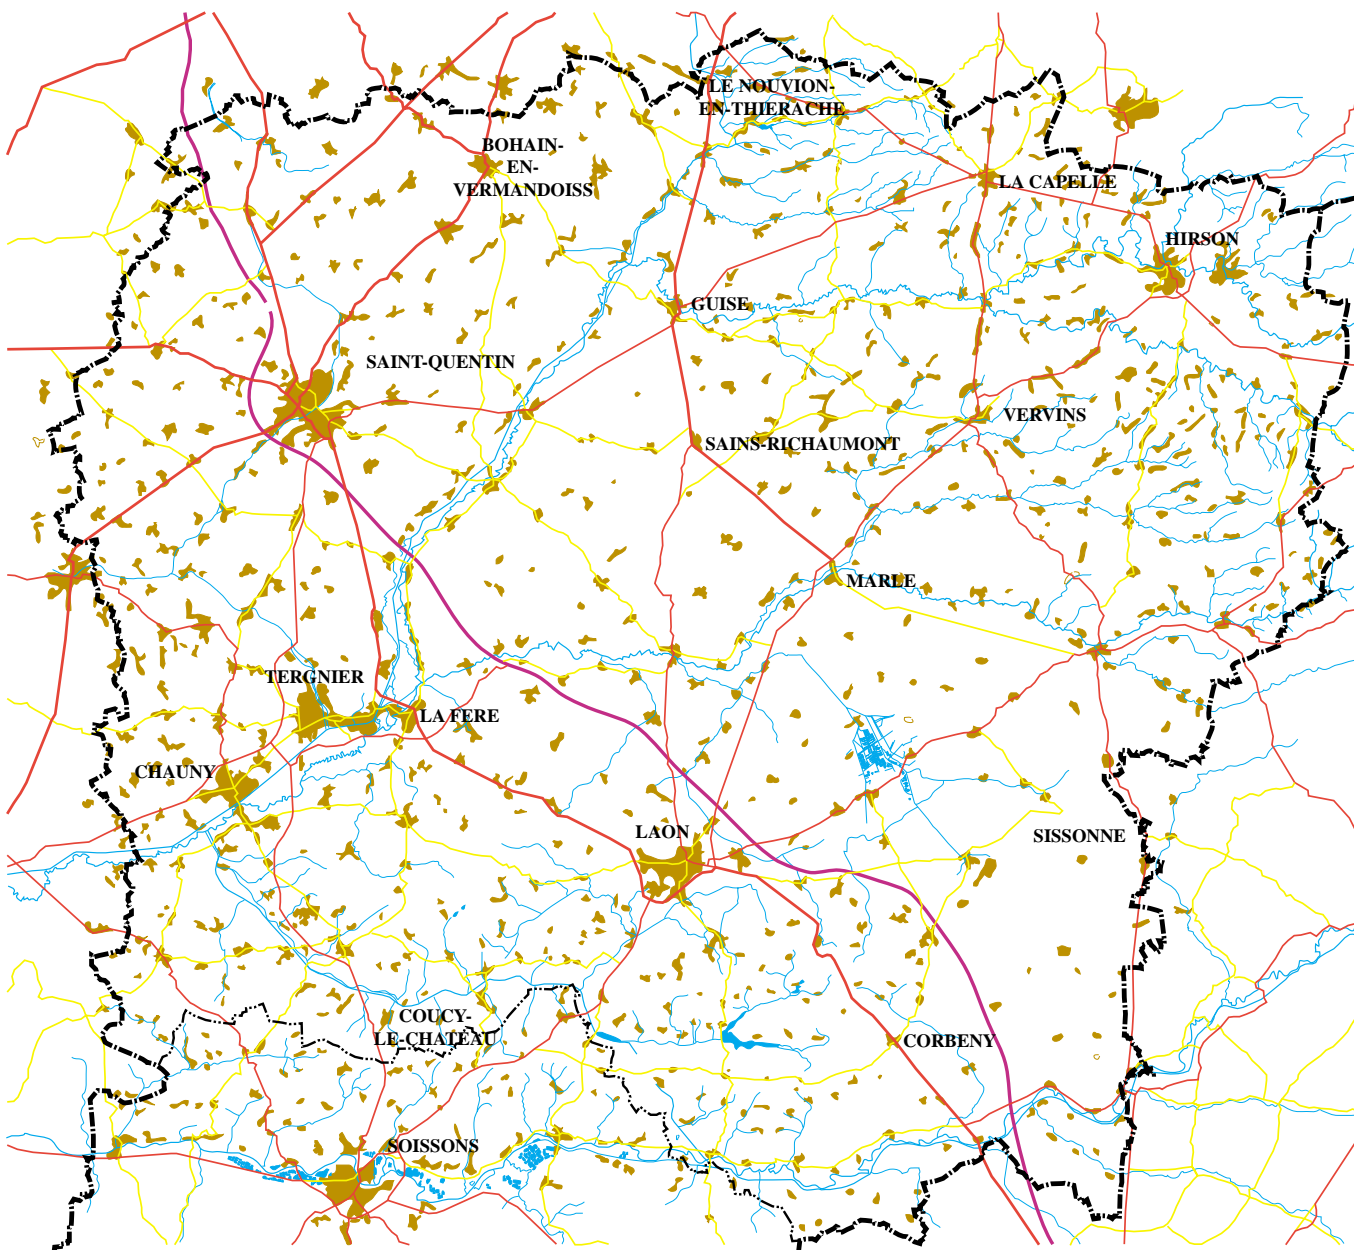 LE NOUVION-
EN-THIERACHE
BOHAIN-
EN-
VERMANDOISS
LA CAPELLE
HIRSON
GUISE
SAINT-QUENTIN
VERVINS
SAINS-RICHAUMONT
MARLE
TERGNIER
LA FERE
CHAUNY
LAON
SISSONNE
COUCY-
LE-CHATEAU
CORBENY
SOISSONS